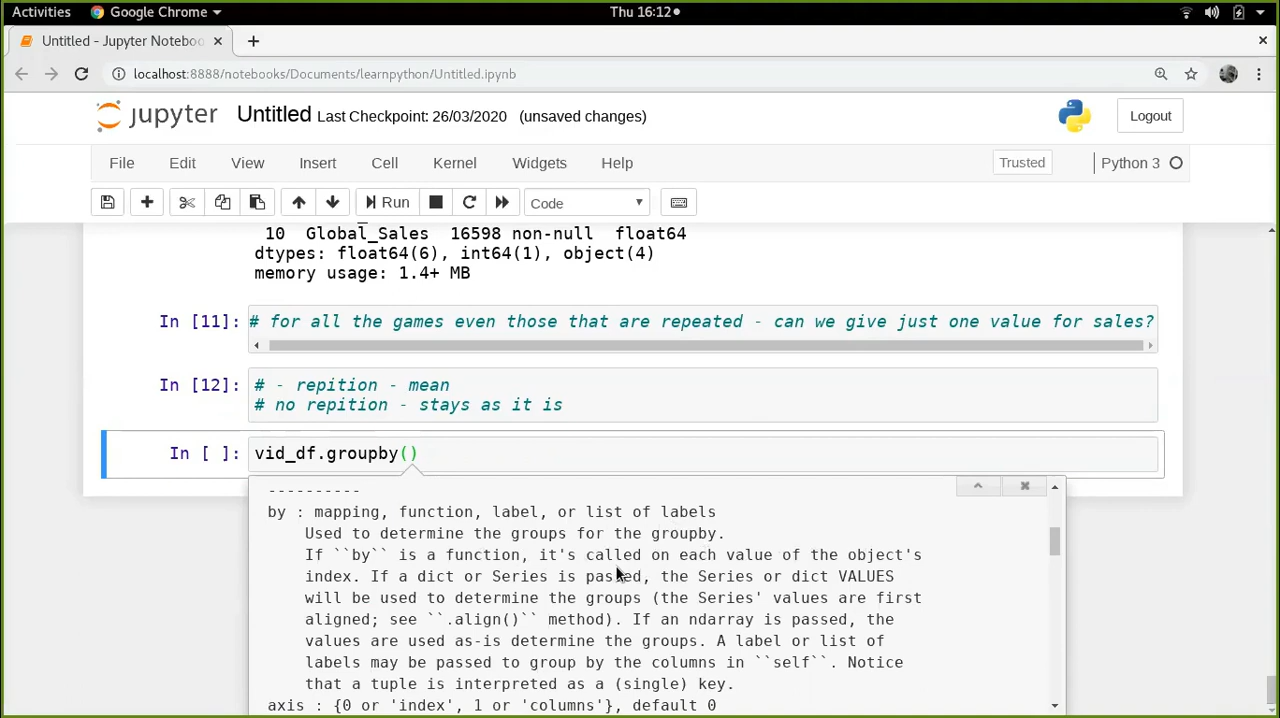 Activities Google Chrome Thu 16:12
Untitled - Jupyter Noteboo
localhost:8888/notebooks/Documents/learnpython/Untitled.ipynb
jupyter Untitled Last Checkpoint: 26/03/2020 (unsaved changes) Logout
File Edit View Insert Cell Kernel Widgets Help Trusted Python 3
Run Code
10 Global_Sales 16598 non-null float64
dtypes: float64(6), int64(1), object(4)
memory usage: 1.4+ MB
In [11]: # for all the games even those that are repeated - can we give just one value for sales?
In [12]: # - repition - mean
# no repition - stays as it is
In [ ]: vid_df.groupby()
----------
by : mapping, function, label, or list of labels
Used to determine the groups for the groupby.
If ``by`` is a function, it's called on each value of the object's
index. If a dict or Series is passed, the Series or dict VALUES
will be used to determine the groups (the Series' values are first
aligned; see ``.align()`` method). If an ndarray is passed, the
values are used as-is determine the groups. A label or list of
labels may be passed to group by the columns in ``self``. Notice
that a tuple is interpreted as a (single) key.
axis : {0 or 'index', 1 or 'columns'}, default 0